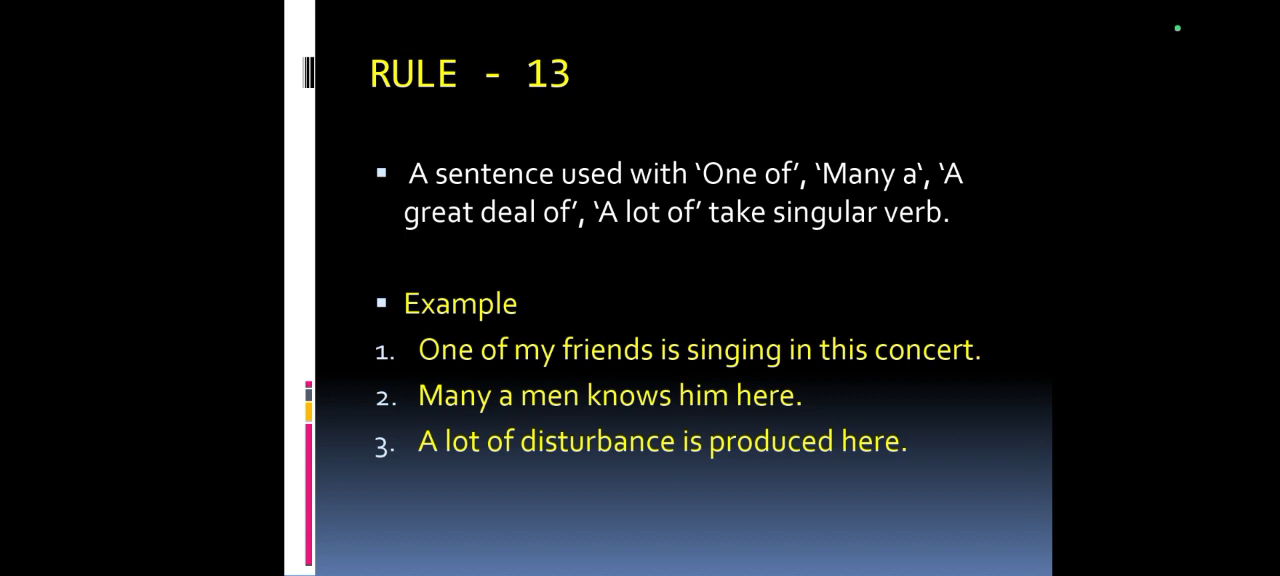 RULE - 13
▪ A sentence used with ‘One of’, ‘Many a‘, ‘A
great deal of’, ‘A lot of’ take singular verb.
▪ Example
1. One of my friends is singing in this concert.
2. Many a men knows him here.
3. A lot of disturbance is produced here.